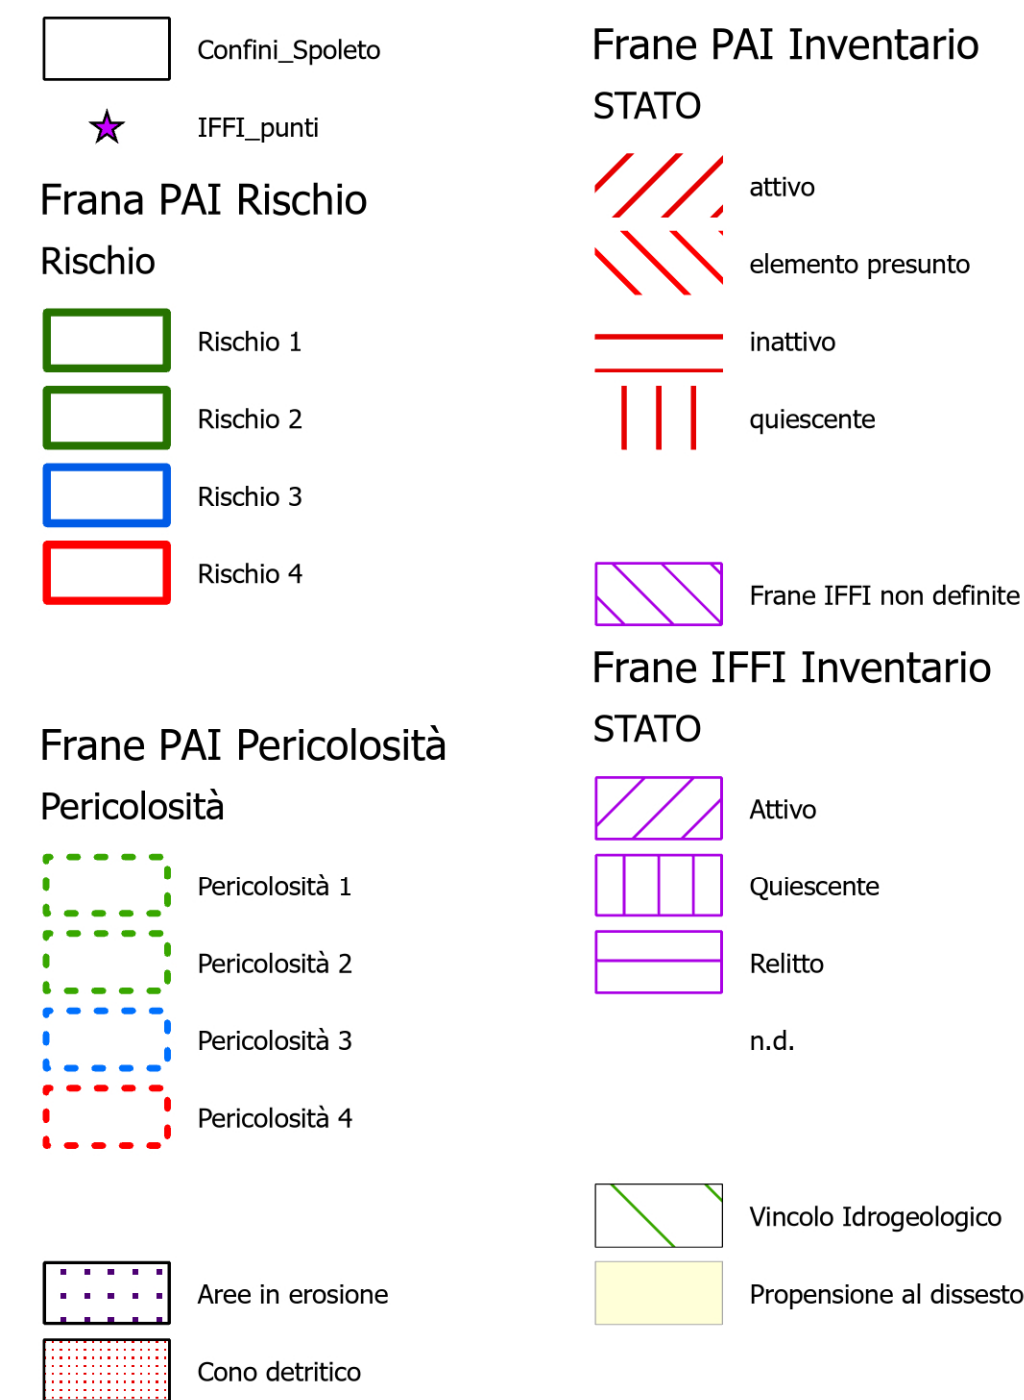 Confini_Spoleto
IFFI_punti
Frana PAI Rischio
Rischio
Rischio 1
Rischio 2
Rischio 3
Rischio 4
Frane PAI Pericolosità
Pericolosità
Pericolosità 1
Pericolosità 2
Pericolosità 3
Pericolosità 4
Aree in erosione
Cono detritico
Frane PAI Inventario
STATO
attivo
elemento presunto
inattivo
quiescente
Frane IFFI non definite
Frane IFFI Inventario
STATO
Attivo
Quiescente
Relitto
n.d.
Vincolo Idrogeologico
Propensione al dissesto